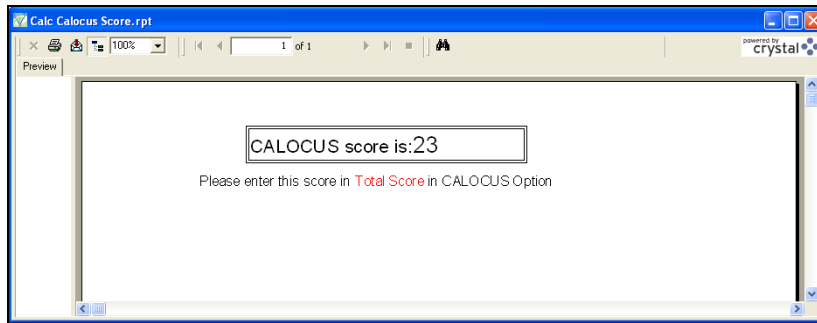 Calc Calocus Score.rpt
100%
1 of 1
powered by
crystal
Preview
CALOCUS score is:23
Please enter this score in Total Score in CALOCUS Option